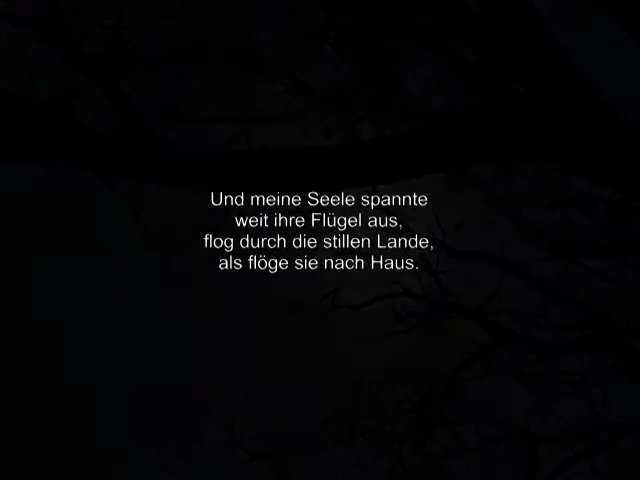 Und meine Seele spannte
weit ihre Flügel aus,
flog durch die stillen Lande,
als flöge sie nach Haus.